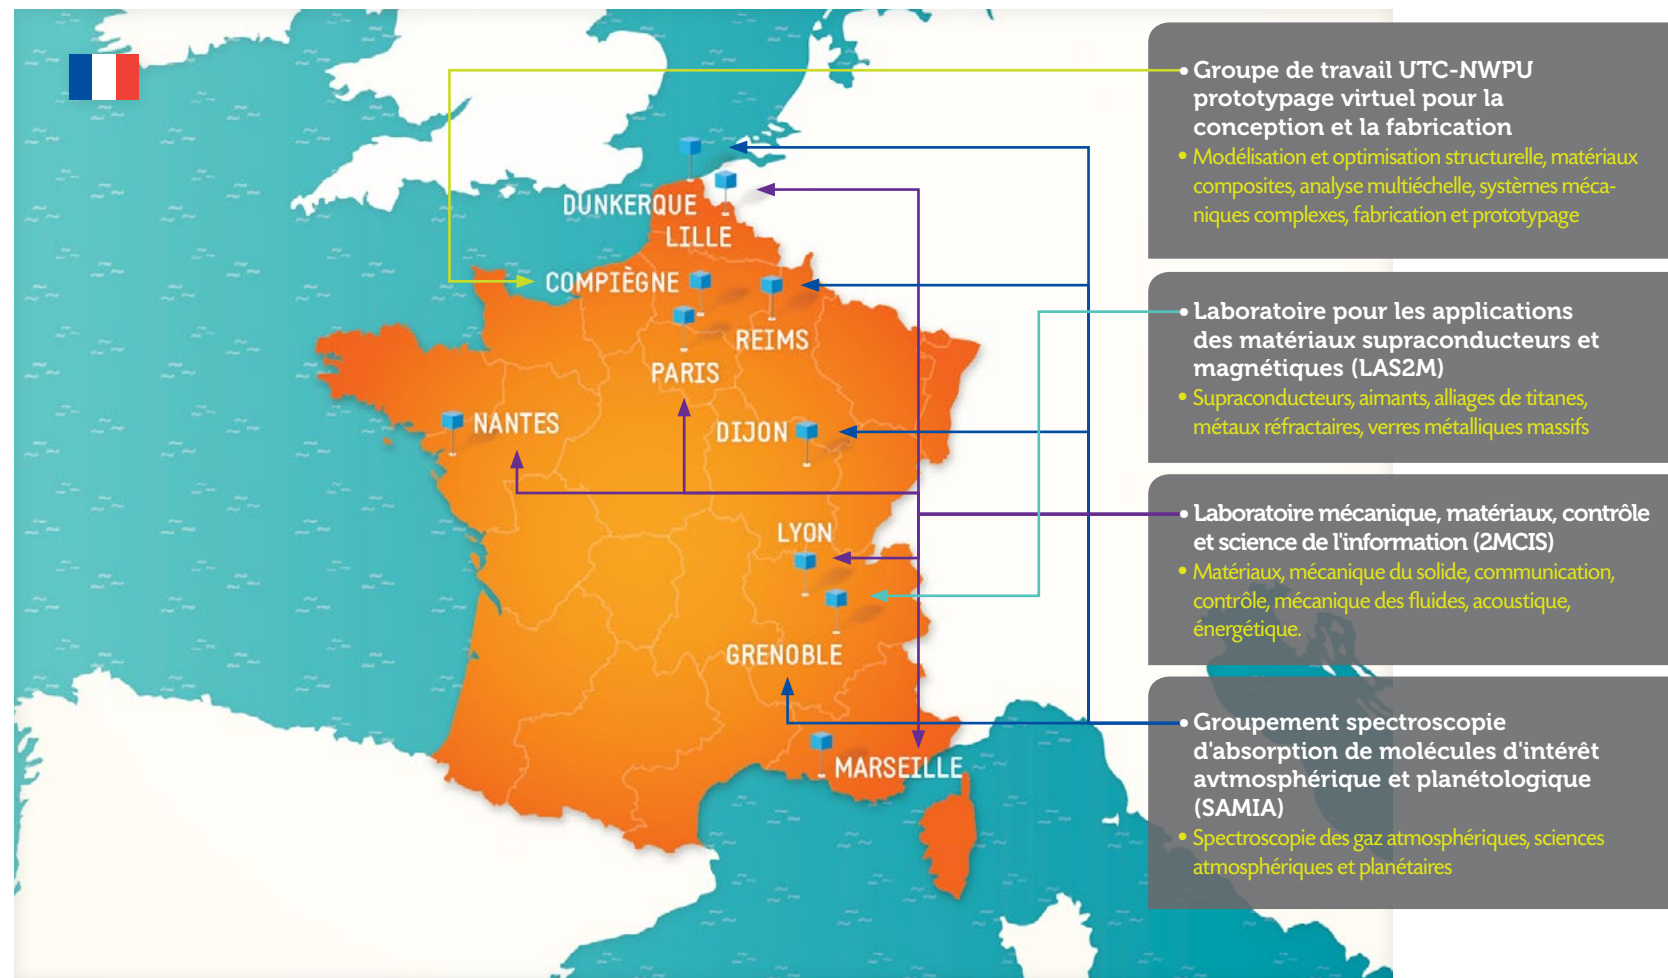 DUNKERQUE
LILLE
COMPIÈGNE
REIMS
PARIS
NANTES
DIJON
LYON
GRENOBLE
MARSEILLE
• Groupe de travail UTC-NWPU
prototypage virtuel pour la
conception et la fabrication
• Modélisation et optimisation structurelle, matériaux
composites, analyse multiéchelle, systèmes méca-
niques complexes, fabrication et prototypage
• Laboratoire pour les applications
des matériaux supraconducteurs et
magnétiques (LAS2M)
• Supraconducteurs, aimants, alliages de titanes,
métaux réfractaires, verres métalliques massifs
• Laboratoire mécanique, matériaux, contrôle
et science de l'information (2MCIS)
• Matériaux, mécanique du solide, communication,
contrôle, mécanique des fluides, acoustique,
énergétique.
• Groupement spectroscopie
d'absorption de molécules d'intérêt
avtmosphérique et planétologique
(SAMIA)
• Spectroscopie des gaz atmosphériques, sciences
atmosphériques et planétaires